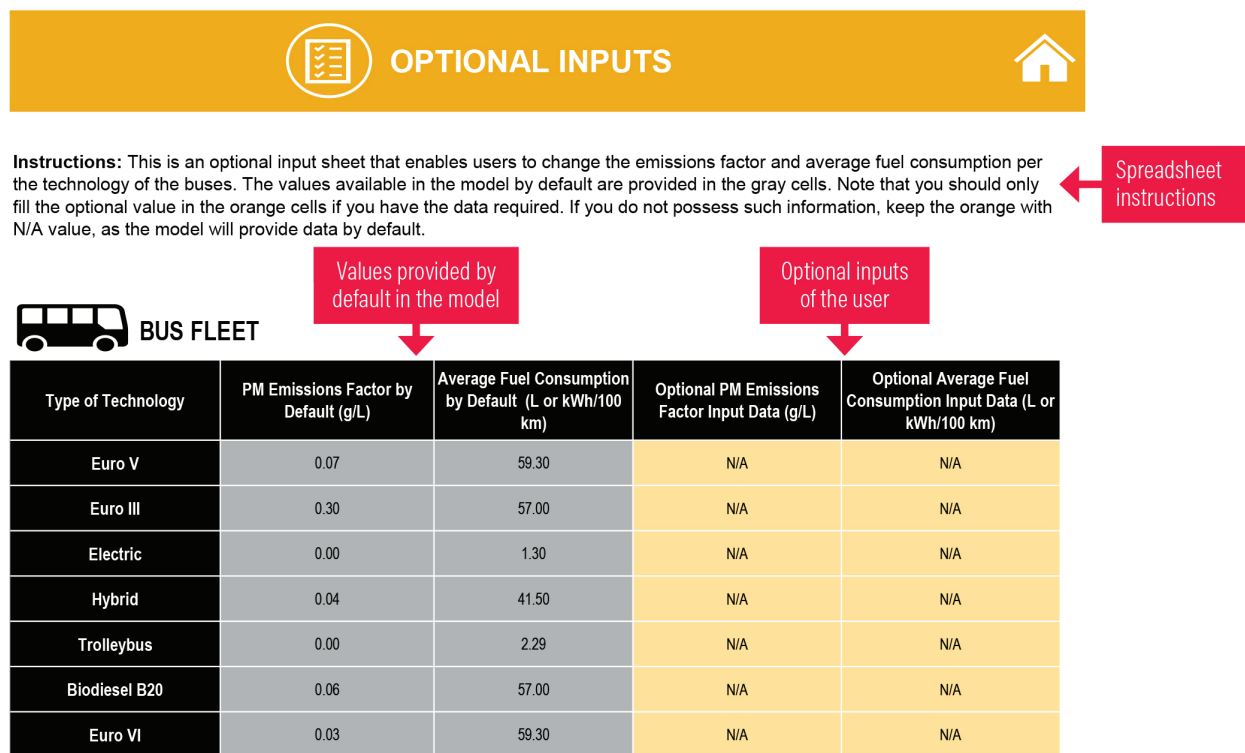 OPTIONAL INPUTS
Instructions: This is an optional input sheet that enables users to change the emissions factor and average fuel consumption per
the technology of the buses. The values available in the model by default are provided in the gray cells. Note that you should only
fill the optional value in the orange cells if you have the data required. If you do not possess such information, keep the orange with
N/A value, as the model will provide data by default.
Spreadsheet
instructions
Values provided by
default in the model
Optional inputs
of the user
BUS FLEET
Type of Technology
PM Emissions Factor by
Default (g/L)
Average Fuel Consumption
by Default (L or kWh/100
km)
Optional PM Emissions
Factor Input Data (g/L)
Optional Average Fuel
Consumption Input Data (L or
kWh/100 km)
Euro V 0.07 59.30 N/A N/A
Euro III 0.30 57.00 N/A N/A
Electric 0.00 1.30 N/A N/A
Hybrid 0.04 41.50 N/A N/A
Trolleybus 0.00 2.29 N/A N/A
Biodiesel B20 0.06 57.00 N/A N/A
Euro VI 0.03 59.30 N/A N/A